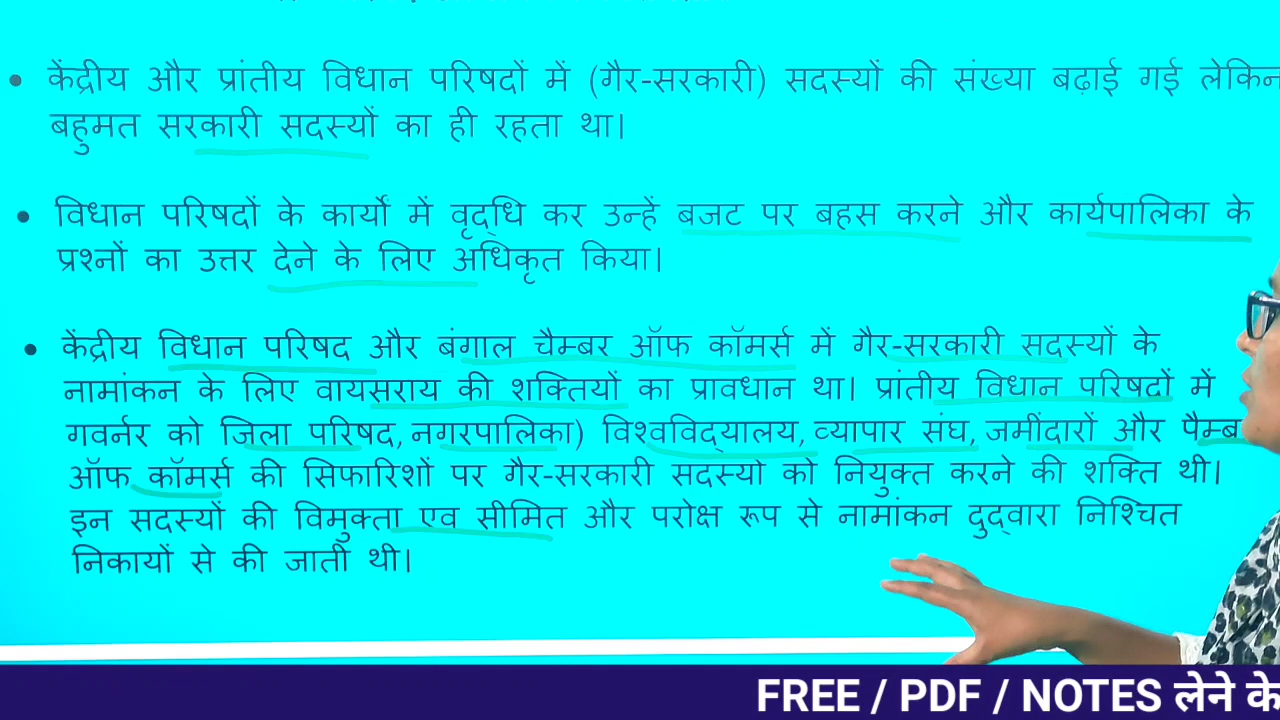 • केंद्रीय और प्रांतीय विधान परिषदों में (गैर-सरकारी) सदस्यों की संख्या बढ़ाई गई लेकिन
बहुमत सरकारी सदस्यों का ही रहता था।
• विधान परिषदों के कार्यों में वृद्धि कर उन्हें बजट पर बहस करने और कार्यपालिका के
प्रश्नों का उत्तर देने के लिए अधिकृत किया।
• केंद्रीय विधान परिषद और बंगाल चैम्बर ऑफ कॉमर्स में गैर-सरकारी सदस्यों के
नामांकन के लिए वायसराय की शक्तियों का प्रावधान था। प्रांतीय विधान परिषदों में
गवर्नर को जिला परिषद, नगरपालिका) विश्वविद्यालय, व्यापार संघ, जमींदारों और पैम्ब
ऑफ कॉमर्स की सिफारिशों पर गैर-सरकारी सदस्यो को नियुक्त करने की शक्ति थी।
इन सदस्यों की विमुक्ता एव सीमित और परोक्ष रूप से नामांकन दुद्वारा निश्चित
निकायों से की जाती थी।
FREE / PDF / NOTES लेने के